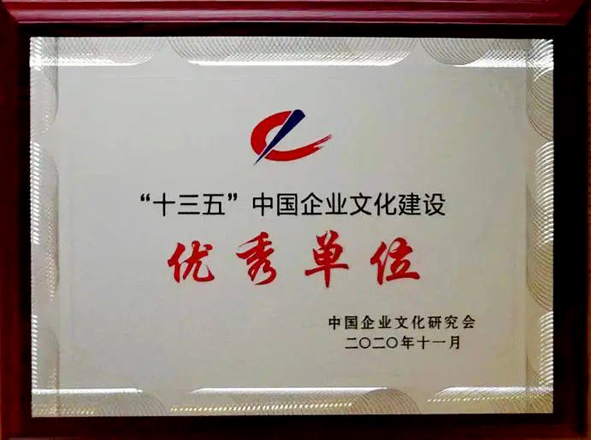 “十三五”中国企业文化建设
优秀单位
中国企业文化研究会
二〇二〇年十一月